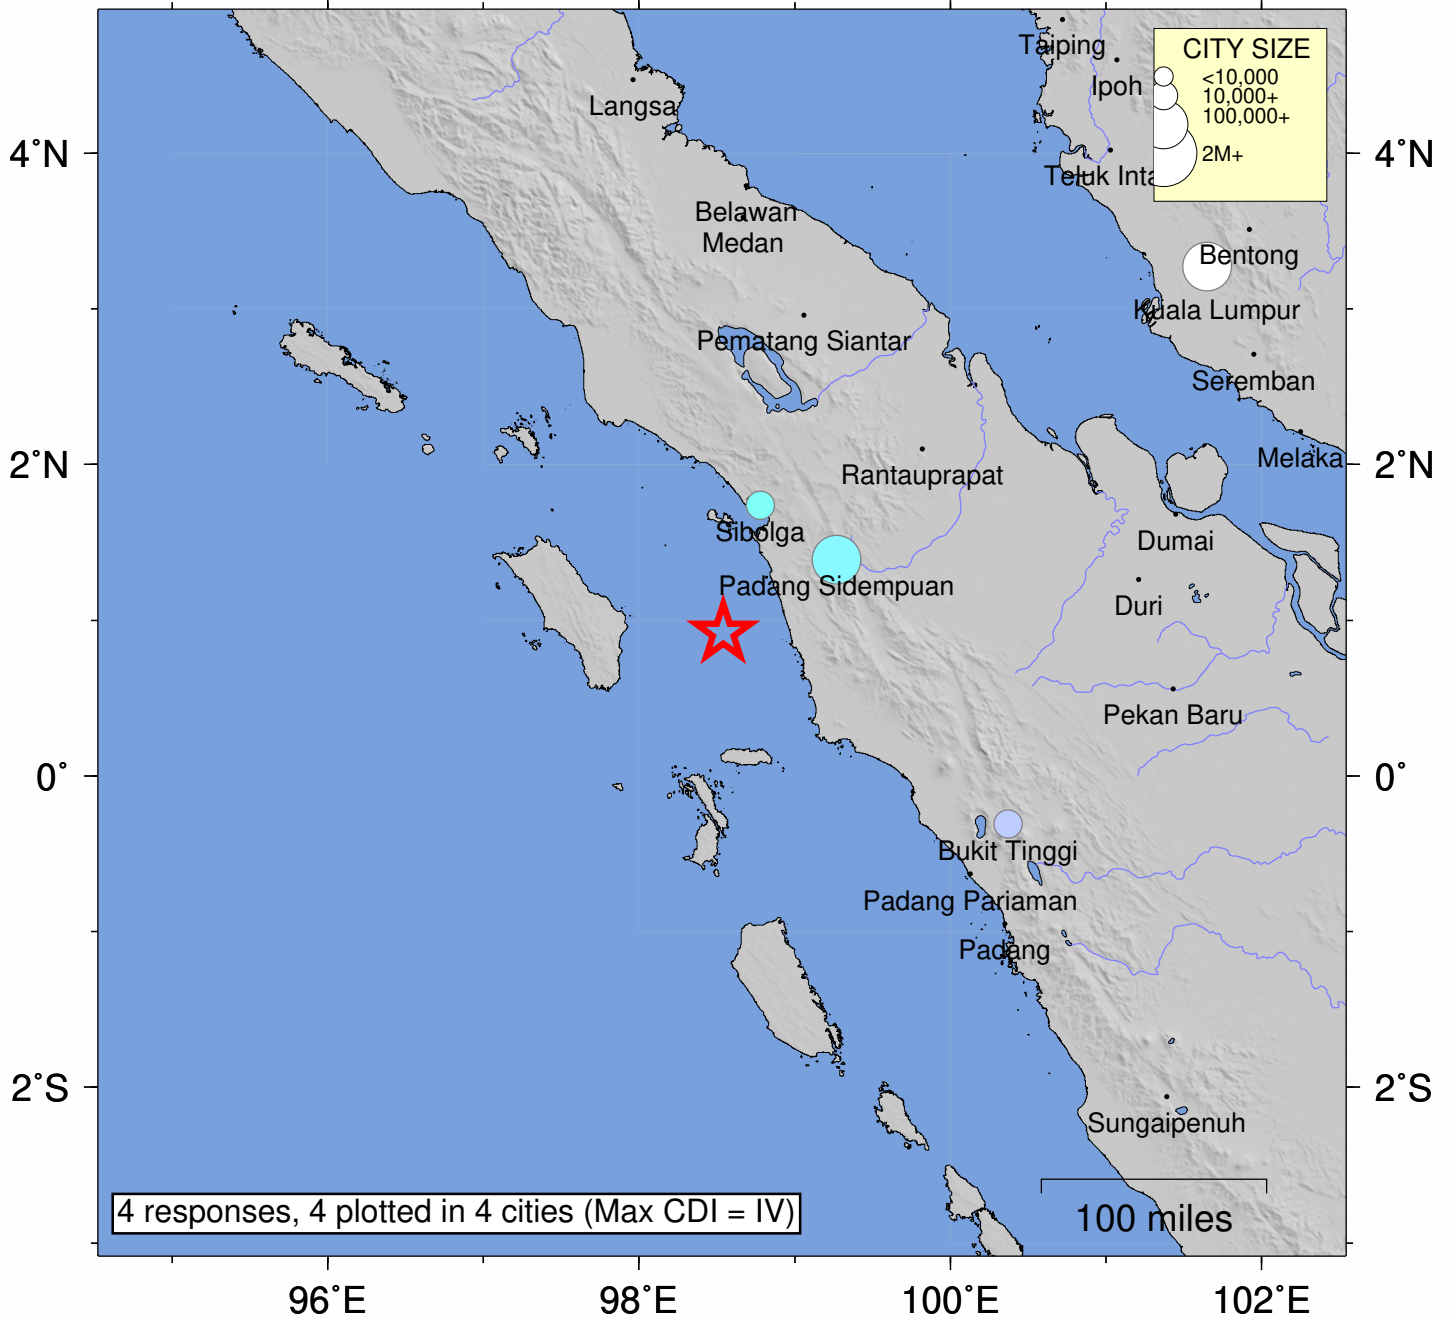 Taiping
CITY SIZE
<10,000
10,000+
100,000+
2M+
Ipoh
Langsa
4°N
4°N
Teluk Inta
Belawan
Medan
Bentong
Kuala Lumpur
Pematang Siantar
Seremban
2°N
Melaka
2°N
Rantauprapat
Sibolga
Dumai
Padang Sidempuan
Duri
Pekan Baru
0°
0°
Bukit Tinggi
Padang Pariaman
Padang
2°S
2°S
Sungaipenuh
4 responses, 4 plotted in 4 cities (Max CDI = IV)
100 miles
96°E
98°E
100°E
102°E